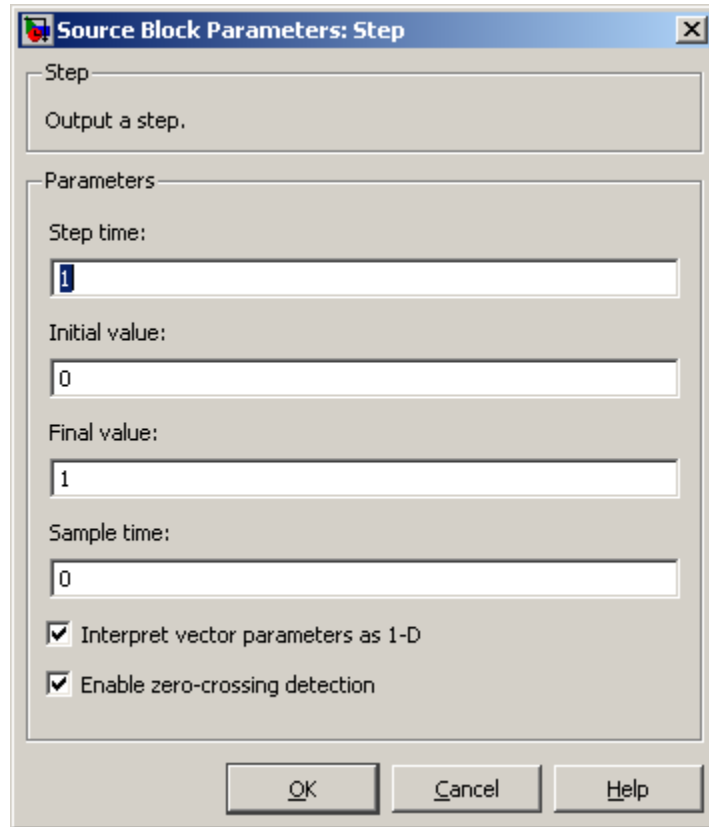 Source Block Parameters: Step
Step
Output a step.
Parameters
Step time:
1
Initial value:
0
Final value:
1
Sample time:
0
Interpret vector parameters as 1-D
Enable zero-crossing detection
OK Cancel Help